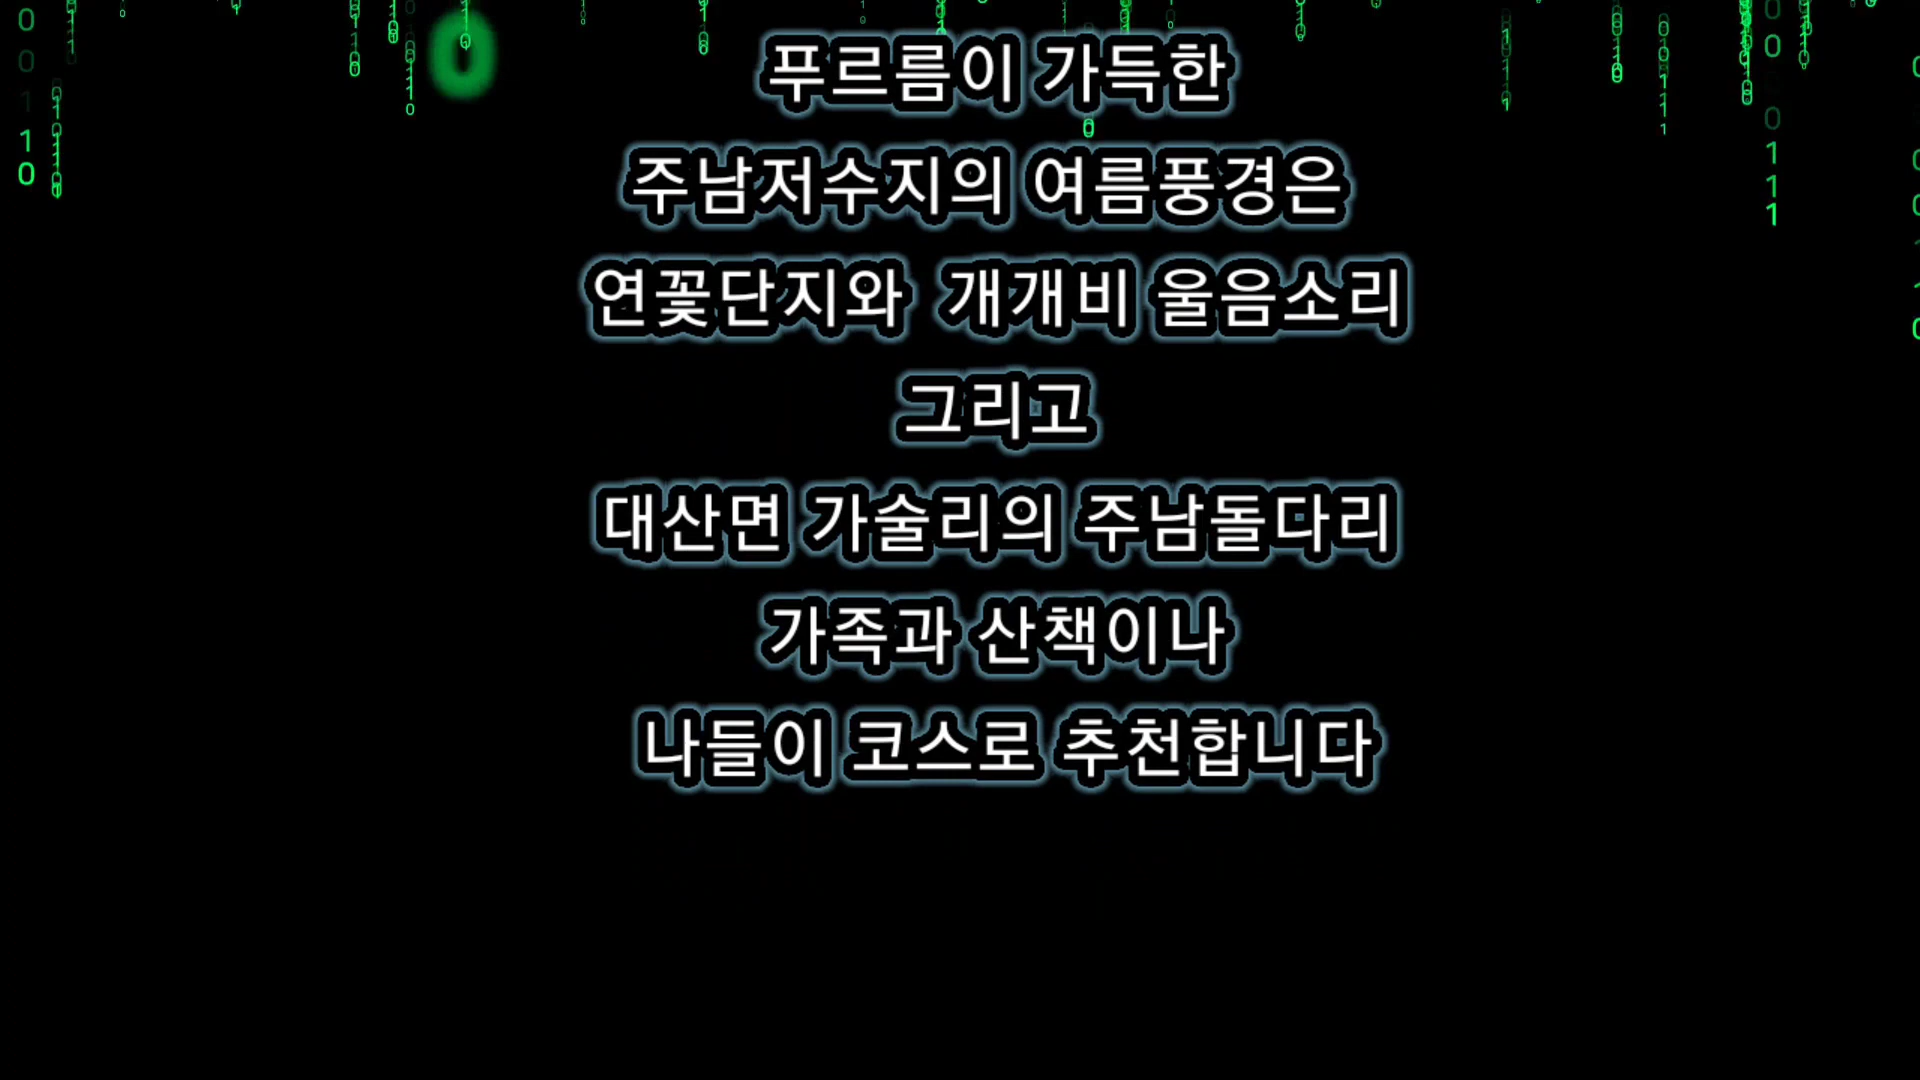 푸르름이 가득한
주남저수지의 여름풍경은
연꽃단지와 개개비 울음소리
그리고
대산면 가술리의 주남돌다리
가족과 산책이나
나들이 코스로 추천합니다